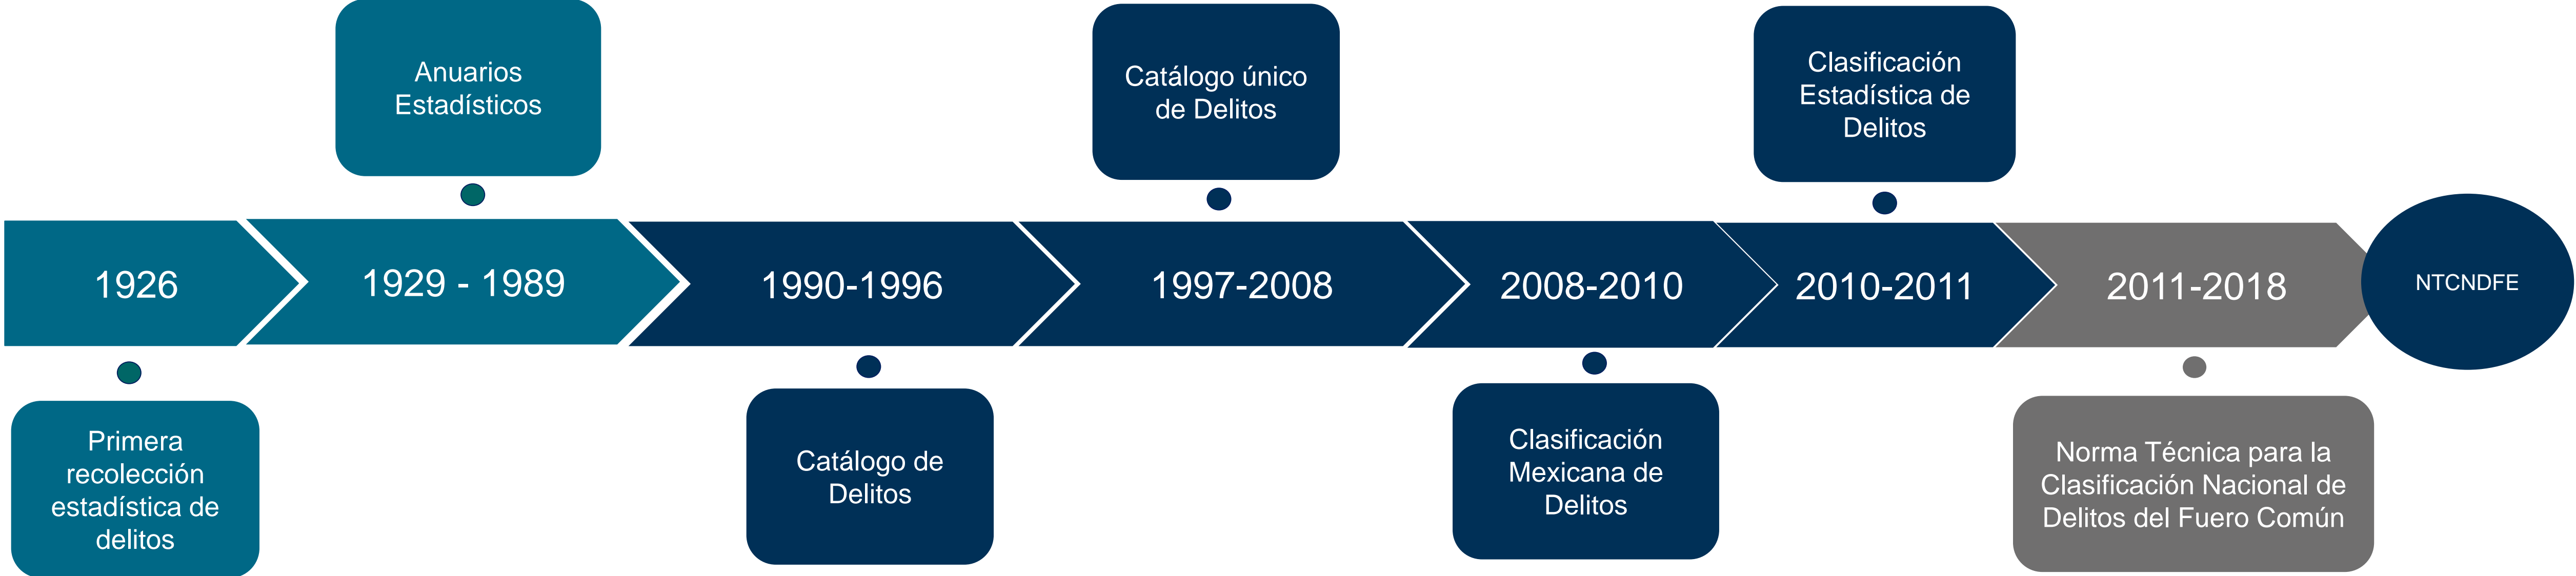 Anuarios
Estadísticos
Catálogo único
de Delitos
Clasificación
Estadística de
Delitos
1926
1929 - 1989
1990-1996
1997-2008
2008-2010
2010-2011
2011-2018
NTCNDFE
Primera
recolección
estadística de
delitos
Catálogo de
Delitos
Clasificación
Mexicana de
Delitos
Norma Técnica para la
Clasificación Nacional de
Delitos del Fuero Común